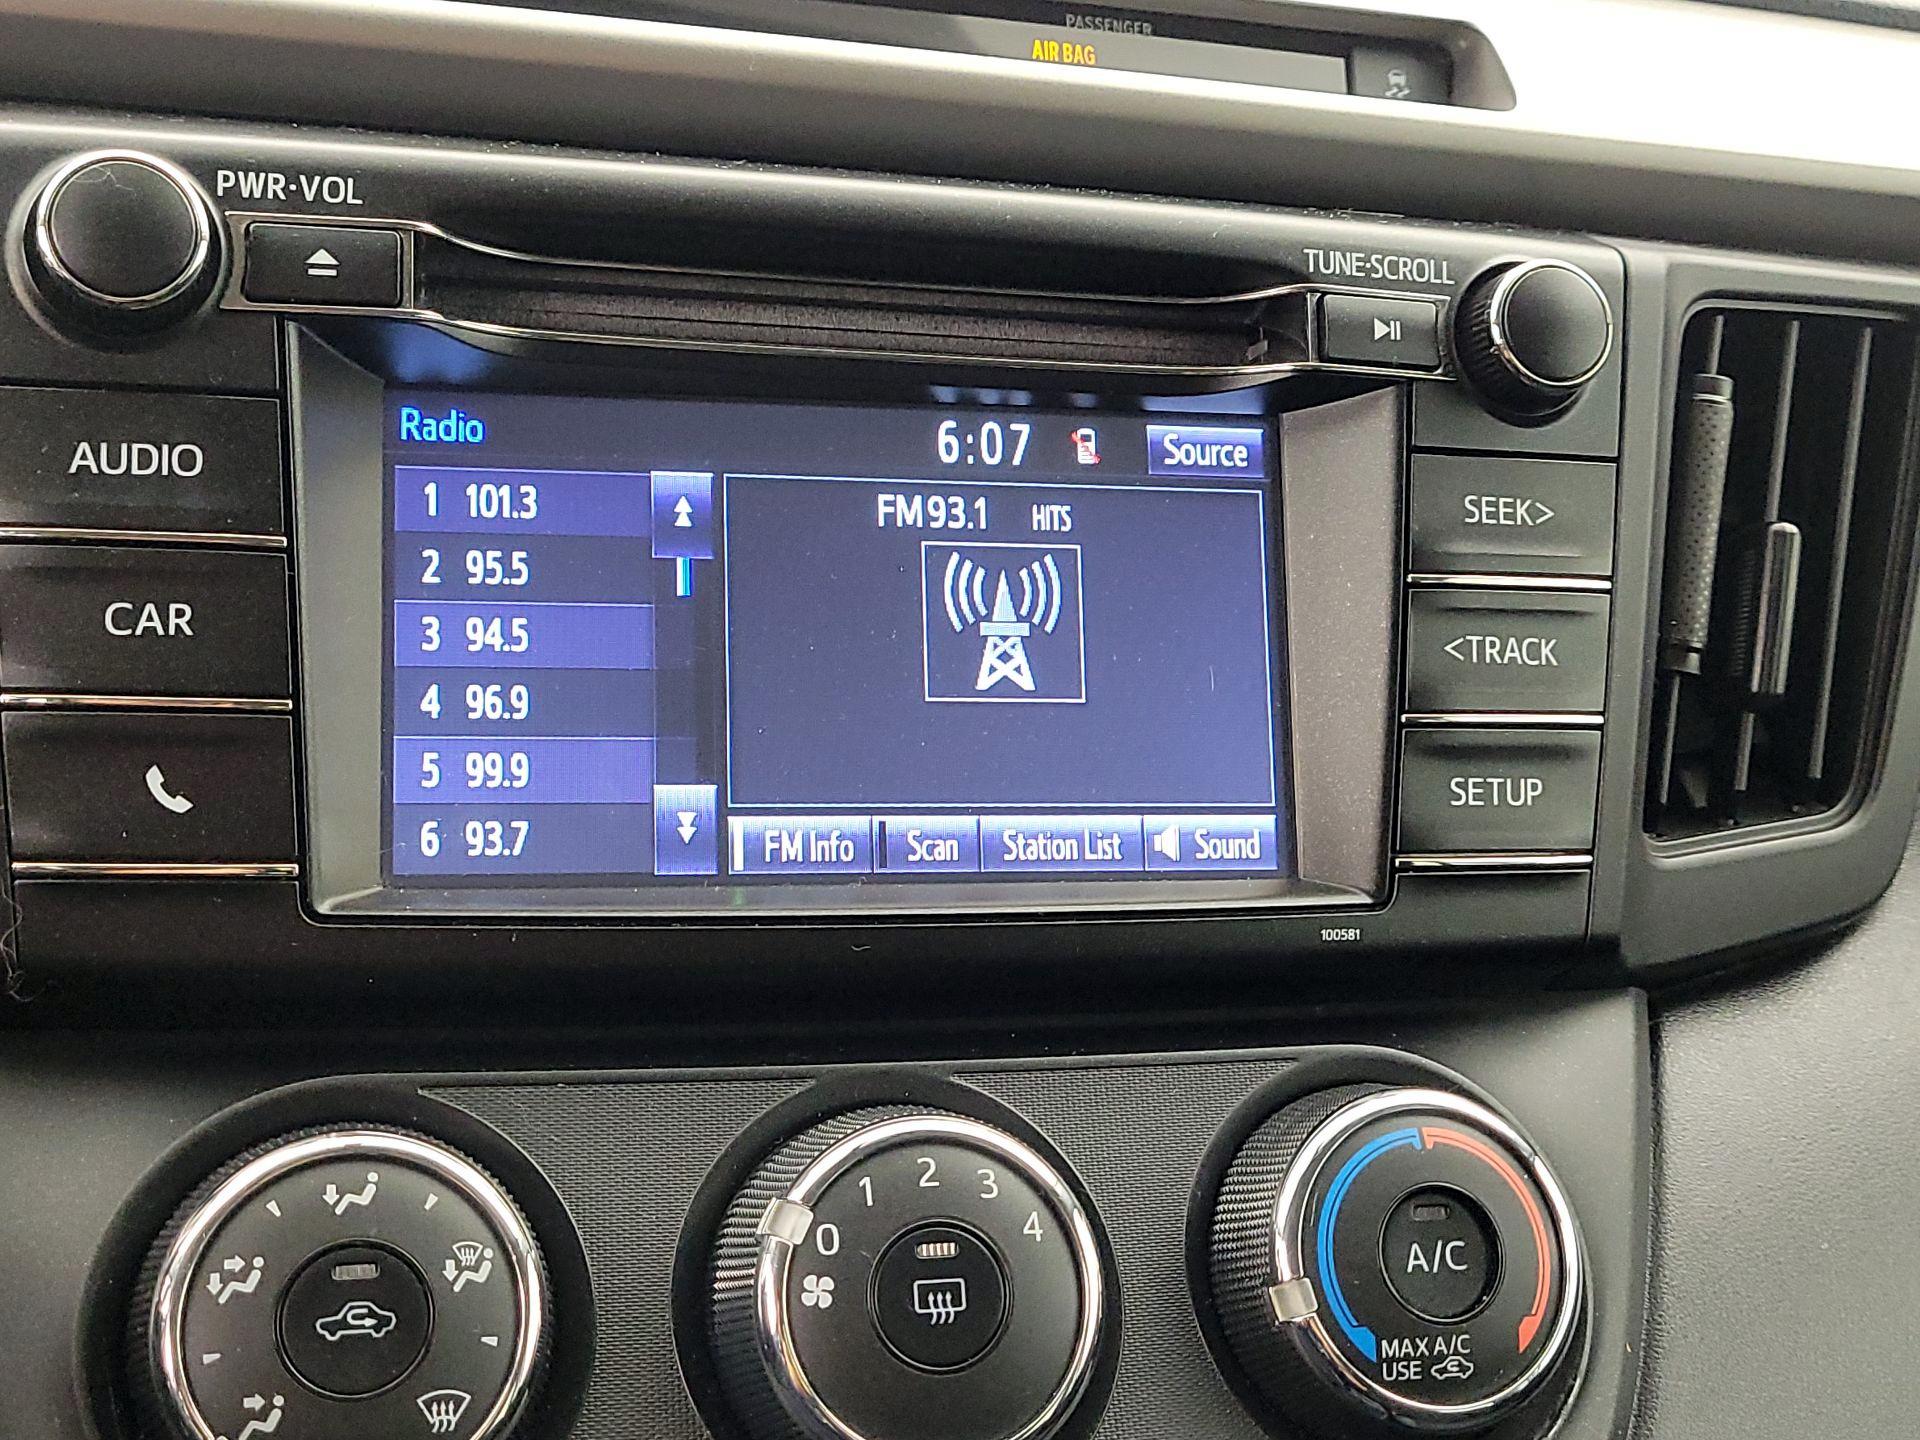 PASSENGER
AIR BAG
PWR·VOL
TUNE·SCROLL
AUDIO
CAR
Radio
6:07
Source
1 101.3
2 95.5
3 94.5
4 96.9
5 99.9
6 93.7
FM93.1 HITS
FM Info
Scan
Station List
Sound
SEEK>
<TRACK
SETUP
100581
0 1 2 3 4
A/C
MAX A/C
USE